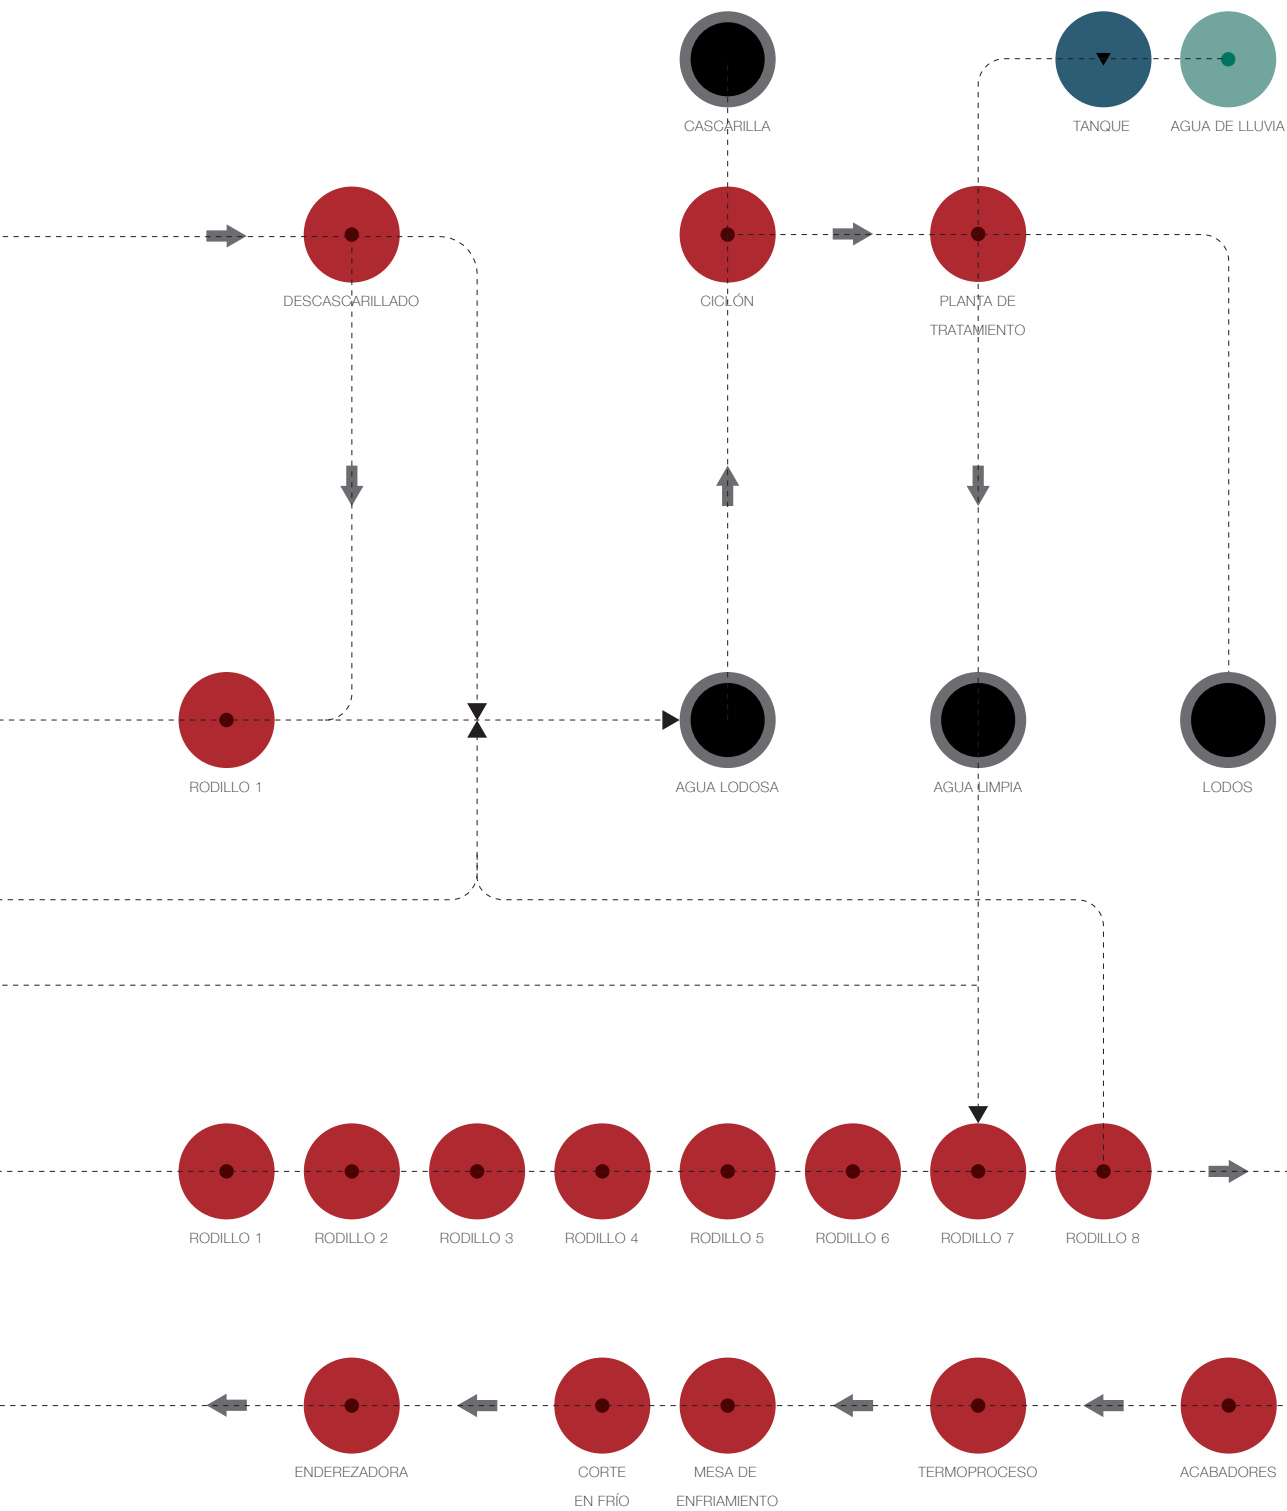 CASCARILLA
TANQUE
AGUA DE LLUVIA
DESCASCARILLADO
CICLÓN
PLANTA DE
TRATAMIENTO
RODILLO 1
AGUA LODOSA
AGUA LIMPIA
LODOS
RODILLO 1
RODILLO 2
RODILLO 3
RODILLO 4
RODILLO 5
RODILLO 6
RODILLO 7
RODILLO 8
ENDEREZADORA
CORTE
EN FRÍO
MESA DE
ENFRIAMIENTO
TERMOPROCESO
ACABADORES